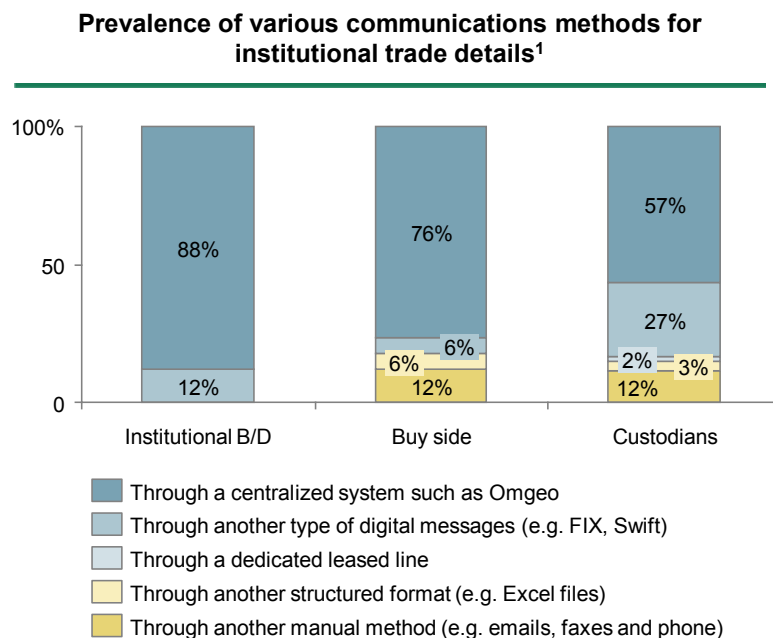 Prevalence of various communications methods for
institutional trade details1
100%
50
0
88%
12%
76%
6%
6%
12%
57%
27%
2%
3%
12%
Institutional B/D
Buy side
Custodians
Through a centralized system such as Omgeo
Through another type of digital messages (e.g. FIX, Swift)
Through a dedicated leased line
Through another structured format (e.g. Excel files)
Through another manual method (e.g. emails, faxes and phone)